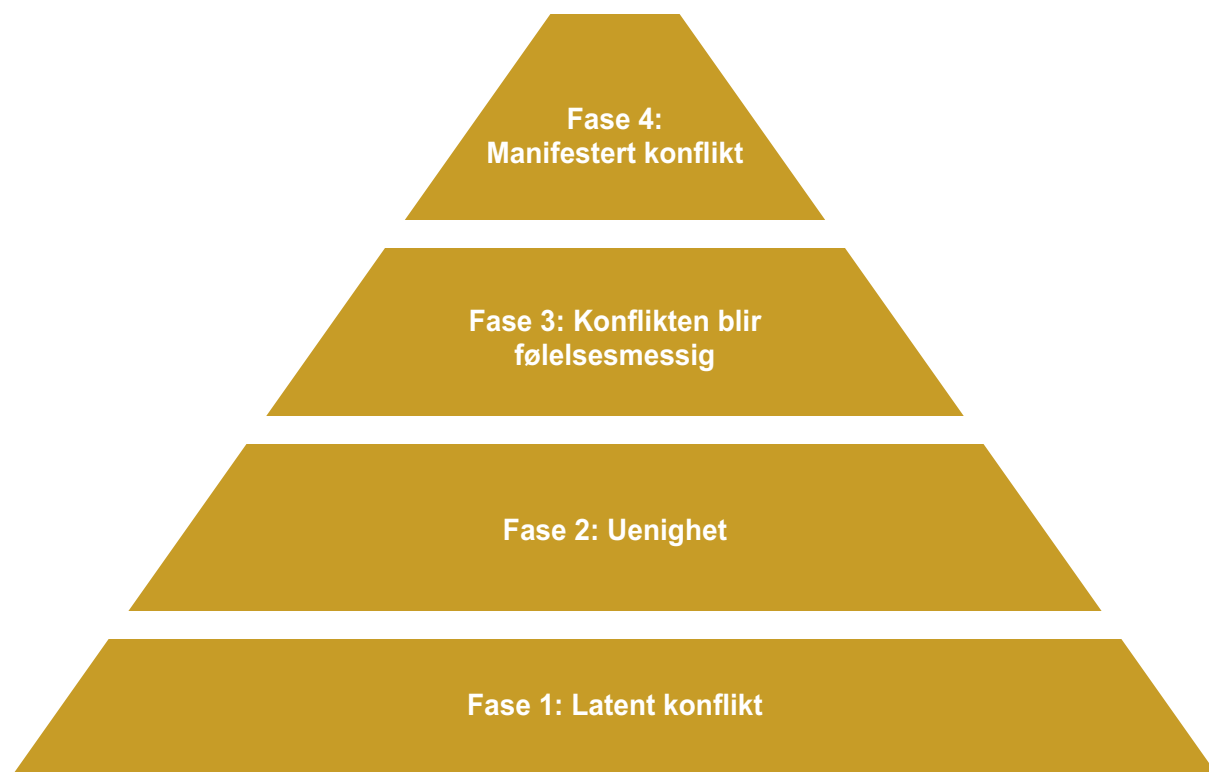 Fase 4:
Manifestert konflikt
Fase 3: Konflikten blir
følelsesmessig
Fase 2: Uenighet
Fase 1: Latent konflikt